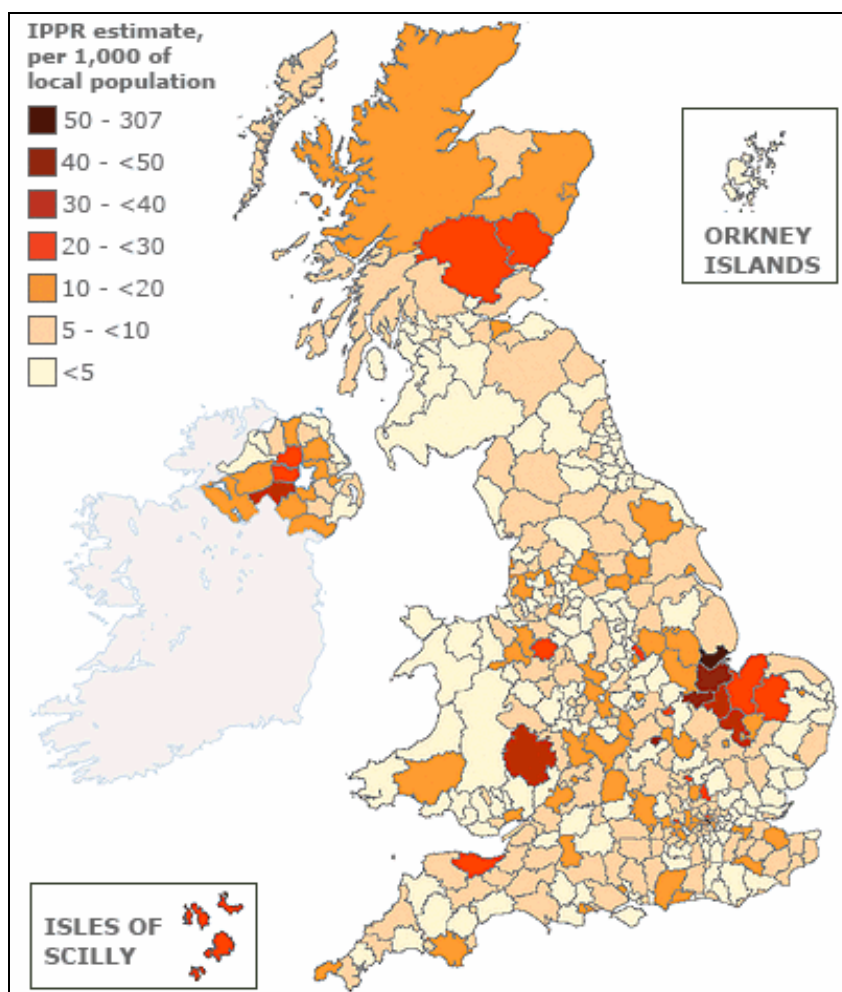 IPPR estimate,
per 1,000 of
local population
50 - 307
40 - <50
30 - <40
20 - <30
10 - <20
5 - <10
<5
ORKNEY
ISLANDS
ISLES OF
SCILLY